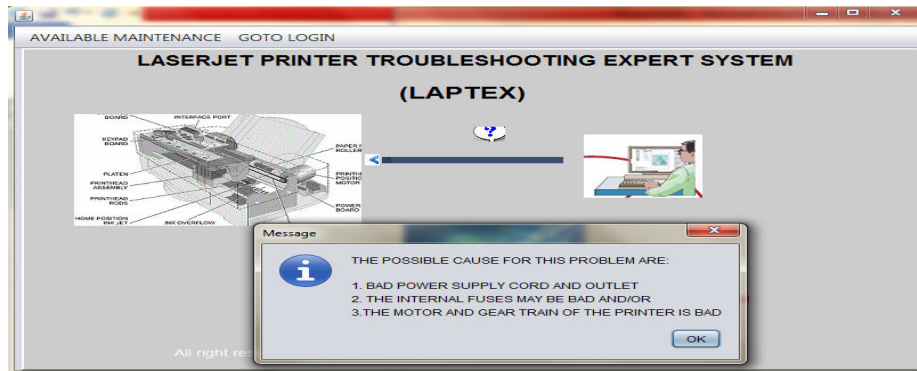 AVAILABLE MAINTENANCE GOTO LOGIN
LASERJET PRINTER TROUBLESHOOTING EXPERT SYSTEM
(LAPTEX)
BOARD
INTERFACE PORT
KEYPAD
BOARD
PAPER
ROLLER
PLATEN
PRINTHEAD
ASSEMBLY
MOTOR
PRINTHEAD
RODS
POWER
BOARD
HOME POSITION
INK JET
INK OVERFLOW
?
Message
THE POSSIBLE CAUSE FOR THIS PROBLEM ARE:
1. BAD POWER SUPPLY CORD AND OUTLET
2. THE INTERNAL FUSES MAY BE BAD AND/OR
3.THE MOTOR AND GEAR TRAIN OF THE PRINTER IS BAD
OK
All right